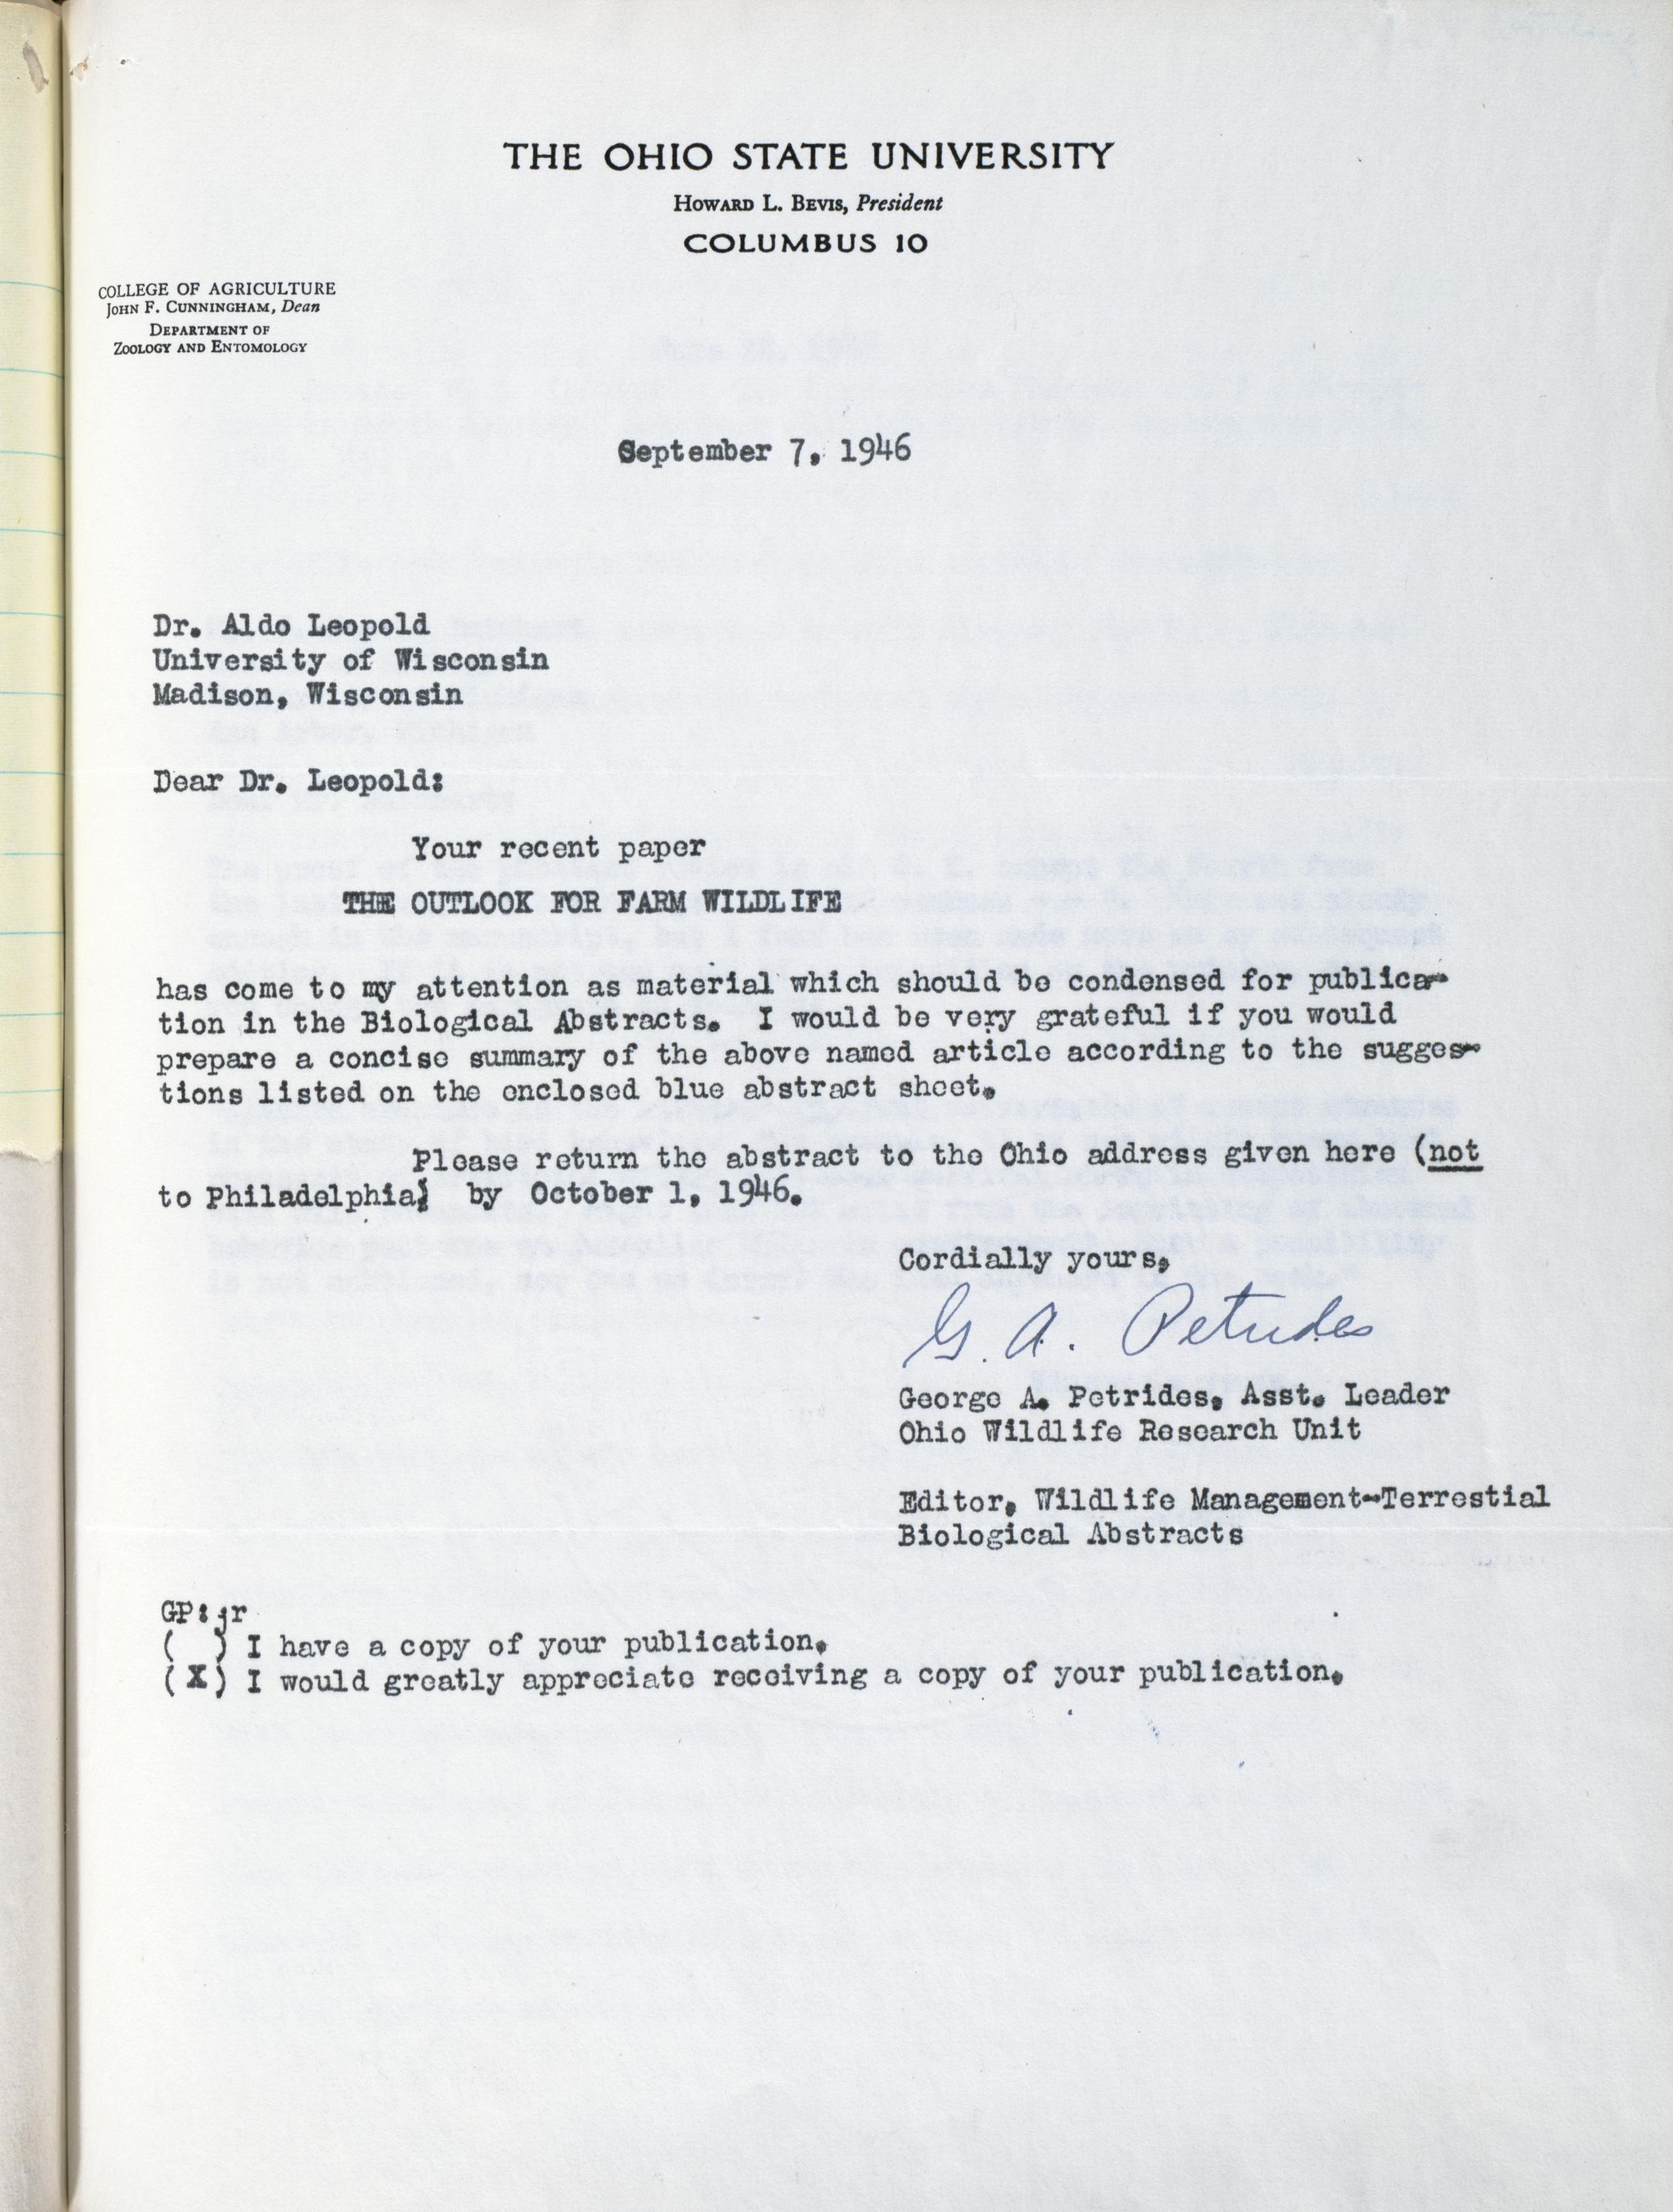 THE OHIO STATE UNIVERSITY
HOWARD L. BEVIS, President
COLUMBUS 10
COLLEGE OF AGRICULTURE
JOHN F. CUNNINGHAM, Dean
DEPARTMENT OF
ZOOLOGY AND ENTOMOLOGY
September 7, 1946
Dr. Aldo Leopold
University of Wisconsin
Madison, Wisconsin
Dear Dr. Leopold:
Your recent paper
THE OUTLOOK FOR FARM WILDLIFE
has come to my attention as material which should be condensed for publica-
tion in the Biological Abstracts. I would be very grateful if you would
prepare a concise summary of the above named article according to the sugges-
tions listed on the enclosed blue abstract sheet.
Please return the abstract to the Ohio address given here (not
to Philadelphia) by October 1, 1946.
Cordially yours,
G. A. Petrides
George A. Petrides, Asst. Leader
Ohio Wildlife Research Unit
Editor, Wildlife Management-Terrestial
Biological Abstracts
GP:jr
( ) I have a copy of your publication.
(X) I would greatly appreciate receiving a copy of your publication.